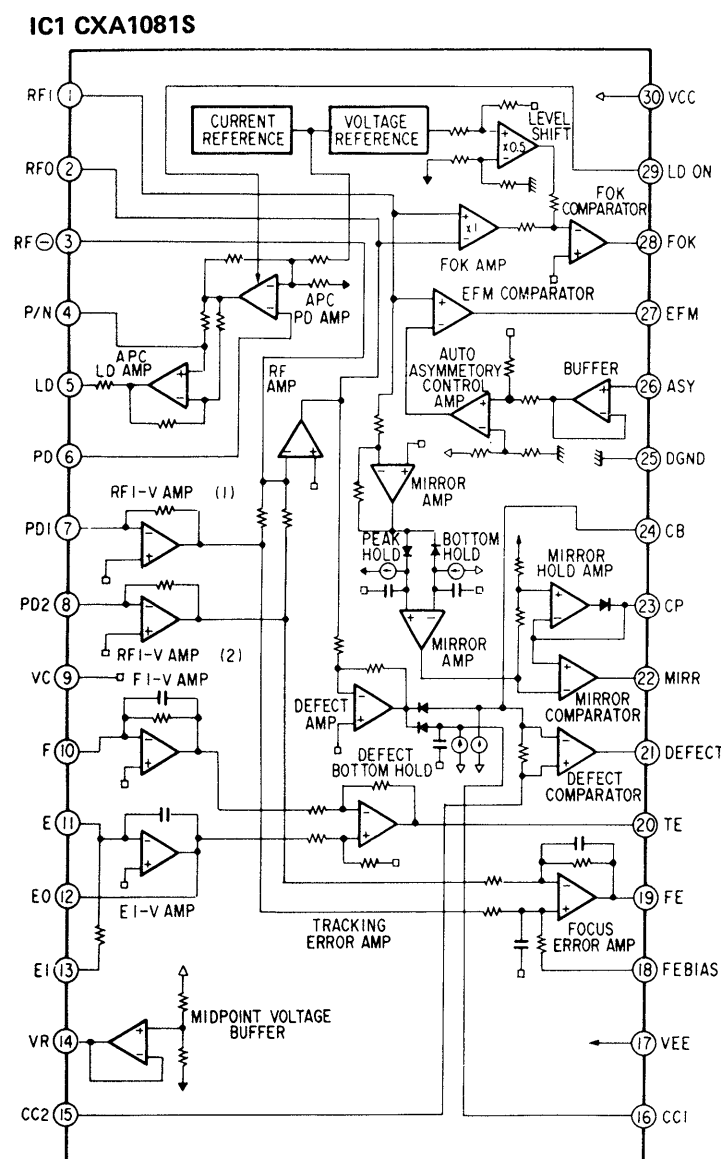 IC1 CXA1081S
RFI 1
RFO 2
RF⊖ 3
P/N 4
LD 5
PD 6
PD1 7
PD2 8
VC 9
F 10
E 11
EO 12
EI 13
VR 14
CC2 15
30 VCC
29 LD ON
28 FOK
27 EFM
26 ASY
25 DGND
24 CB
23 CP
22 MIRR
21 DEFECT
20 TE
19 FE
18 FEBIAS
17 VEE
16 CC1
CURRENT
REFERENCE
VOLTAGE
REFERENCE
LEVEL
SHIFT
+
x0.5
−
FOK
COMPARATOR
−
+
+
x1
−
FOK AMP
APC
PD AMP
−
−
EFM COMPARATOR
+
−
APC
LD AMP
+
−
RF
AMP
−
+
AUTO
ASYMMETORY
CONTROL
AMP
+
−
BUFFER
+
−
−
+
MIRROR
AMP
RFI-V AMP (1)
−
+
PEAK
HOLD
BOTTOM
HOLD
MIRROR
HOLD AMP
+
−
−
+
RFI-V AMP (2)
+
−
MIRROR
AMP
+
−
MIRROR
COMPARATOR
FI-V AMP
−
+
DEFECT
AMP
−
+
DEFECT
BOTTOM HOLD
−
+
DEFECT
COMPARATOR
−
+
EI-V AMP
−
+
TRACKING
ERROR AMP
−
+
FOCUS
ERROR AMP
+
−
MIDPOINT VOLTAGE
BUFFER